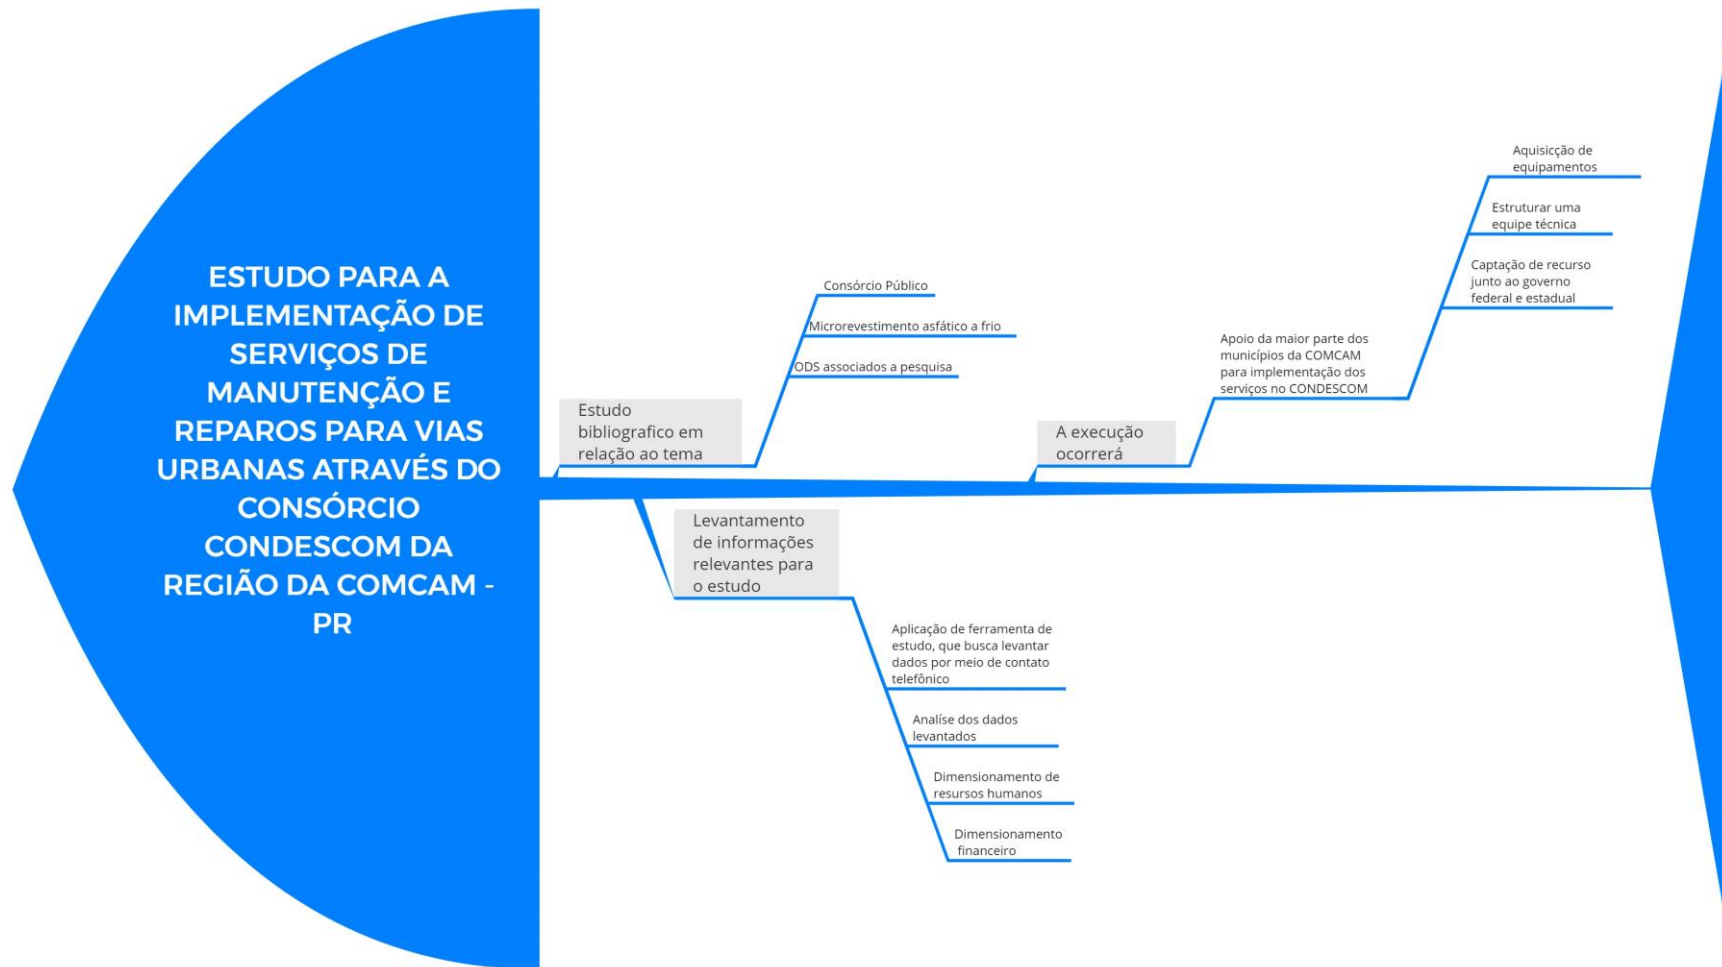 ESTUDO PARA A
IMPLEMENTAÇÃO DE
SERVIÇOS DE
MANUTENÇÃO E
REPAROS PARA VIAS
URBANAS ATRAVÉS DO
CONSÓRCIO
CONDESCOM DA
REGIÃO DA COMCAM -
PR
Estudo
bibliografico em
relação ao tema
Consórcio Público
Microrevestimento asfático a frio
ODS associados a pesquisa
Levantamento
de informações
relevantes para
o estudo
Aplicação de ferramenta de
estudo, que busca levantar
dados por meio de contato
telefônico
Analíse dos dados
levantados
Dimensionamento de
resursos humanos
Dimensionamento
financeiro
A execução
ocorrerá
Apoio da maior parte dos
municípios da COMCAM
para implementação dos
serviços no CONDESCOM
Aquisicção de
equipamentos
Estruturar uma
equipe técnica
Captação de recurso
junto ao governo
federal e estadual